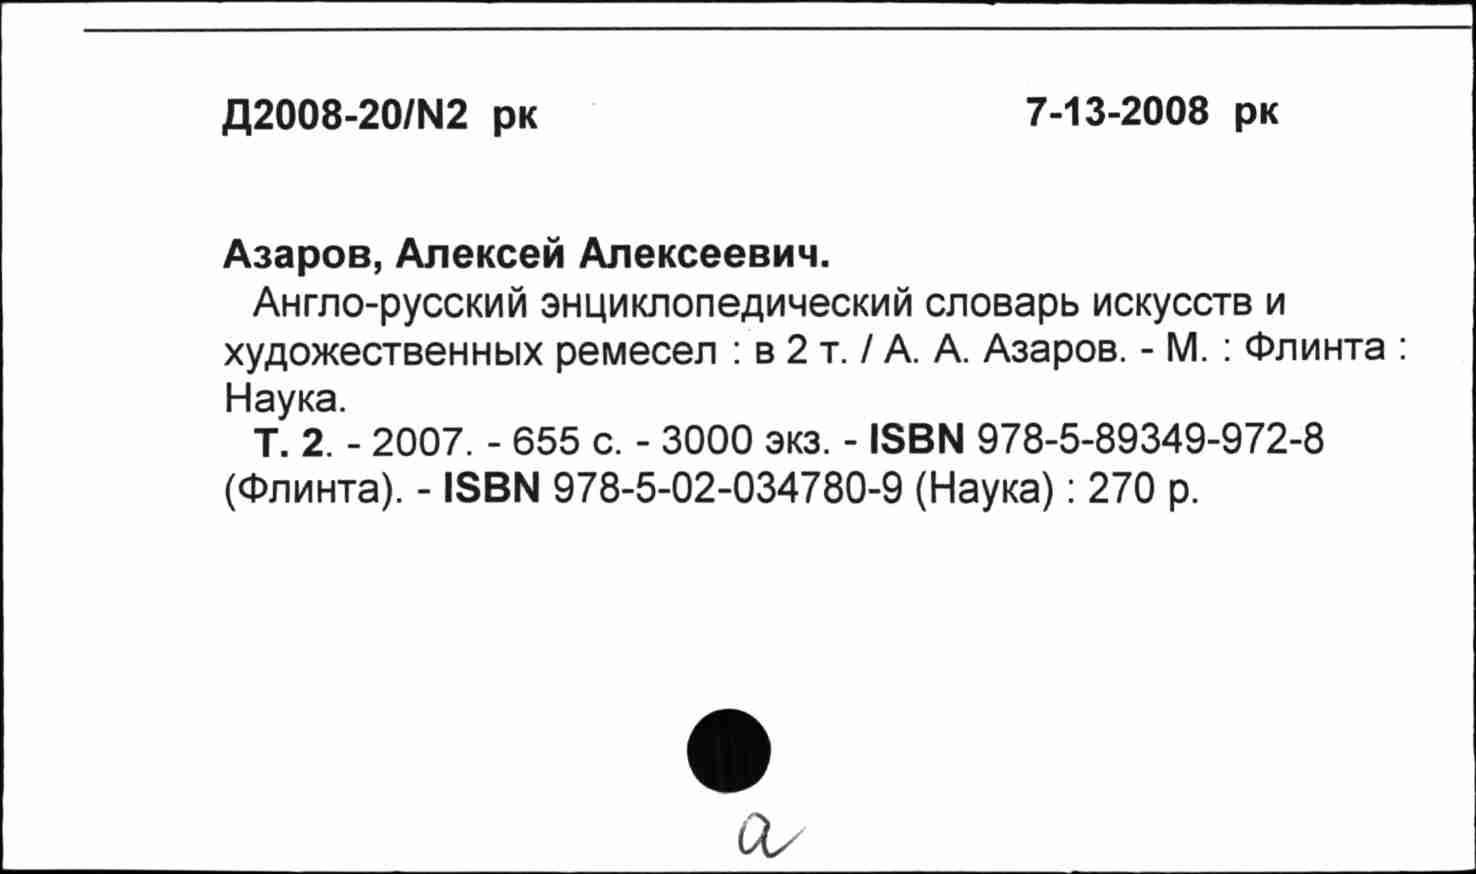 Д2008-20/N2 рк 7-13-2008 рк
Азаров, Алексей Алексеевич.
Англо-русский энциклопедический словарь искусств и
художественных ремесел : в 2 т. / А. А. Азаров. - М. : Флинта :
Наука.
Т. 2. - 2007. - 655 с. - 3000 экз. - ISBN 978-5-89349-972-8
(Флинта). - ISBN 978-5-02-034780-9 (Наука) : 270 р.
а